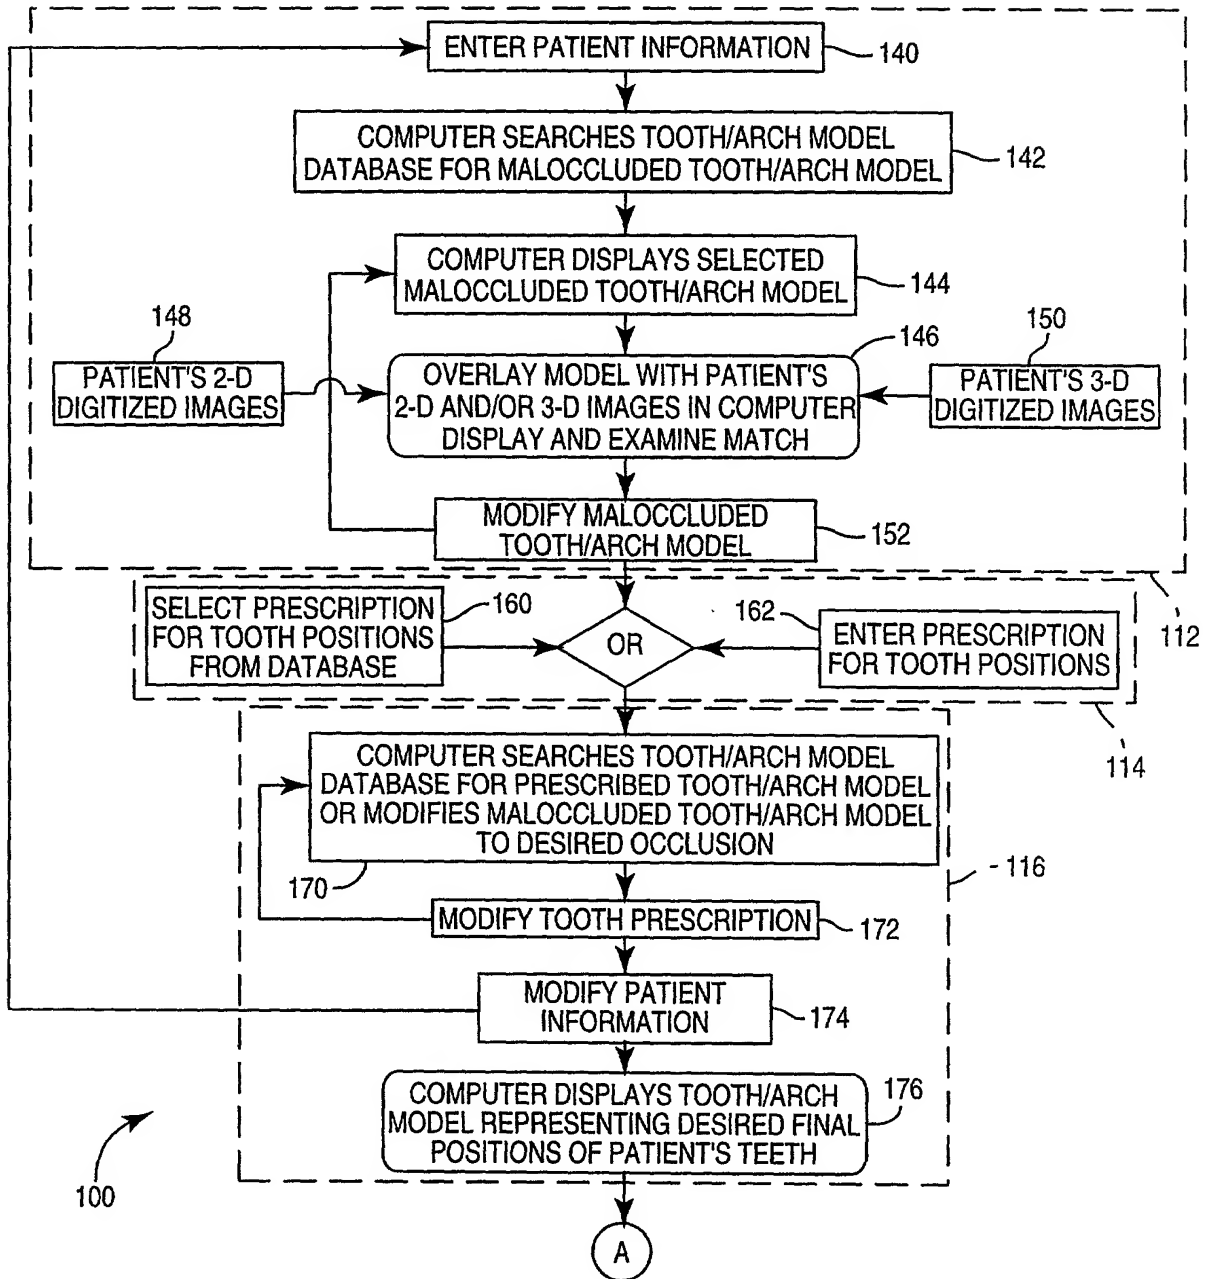 ENTER PATIENT INFORMATION
140
COMPUTER SEARCHES TOOTH/ARCH MODEL
DATABASE FOR MALOCCLUDED TOOTH/ARCH MODEL
142
COMPUTER DISPLAYS SELECTED
MALOCCLUDED TOOTH/ARCH MODEL
144
148
PATIENT'S 2-D
DIGITIZED IMAGES
146
OVERLAY MODEL WITH PATIENT'S
2-D AND/OR 3-D IMAGES IN COMPUTER
DISPLAY AND EXAMINE MATCH
150
PATIENT'S 3-D
DIGITIZED IMAGES
MODIFY MALOCCLUDED
TOOTH/ARCH MODEL
152
112
SELECT PRESCRIPTION
FOR TOOTH POSITIONS
FROM DATABASE
160
OR
162
ENTER PRESCRIPTION
FOR TOOTH POSITIONS
114
COMPUTER SEARCHES TOOTH/ARCH MODEL
DATABASE FOR PRESCRIBED TOOTH/ARCH MODEL
OR MODIFIES MALOCCLUDED TOOTH/ARCH MODEL
TO DESIRED OCCLUSION
170
116
MODIFY TOOTH PRESCRIPTION
172
MODIFY PATIENT
INFORMATION
174
COMPUTER DISPLAYS TOOTH/ARCH
MODEL REPRESENTING DESIRED FINAL
POSITIONS OF PATIENT'S TEETH
176
100
A